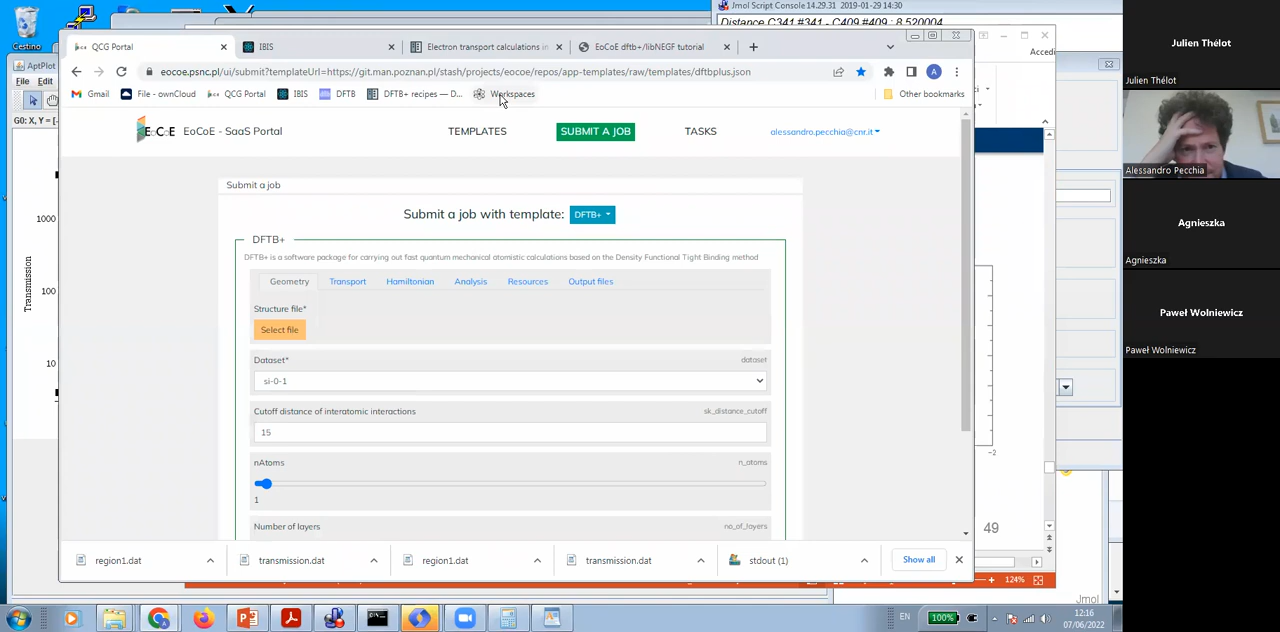 Cestino
AptPlot
File Edit
G0: X, Y = [-
1000
100
10
Transmission
Jmol Script Console 14.29.31 2019-01-29 14:30
Distance C341 #341 - C409 #409 : 8.520004
QCG Portal
IBIS
Electron transport calculations in
EoCoE dftb+/libNEGF tutorial
Accedi
eocoe.psnc.pl/ui/submit?templateUrl=https://git.man.poznan.pl/stash/projects/eocoe/repos/app-templates/raw/templates/dftbplus.json
A
Gmail
File - ownCloud
QCG Portal
IBIS
DFTB
DFTB+ recipes — D...
Workspaces
Other bookmarks
EoCoE
EoCoE - SaaS Portal
TEMPLATES
SUBMIT A JOB
TASKS
alessandro.pecchia@cnr.it
Submit a job
Submit a job with template: DFTB+
DFTB+
DFTB+ is a software package for carrying out fast quantum mechanical atomistic calculations based on the Density Functional Tight Binding method
Geometry Transport Hamiltonian Analysis Resources Output files
Structure file*
Select file
Dataset* dataset
si-0-1
Cutoff distance of interatomic interactions sk_distance_cutoff
15
nAtoms n_atoms
1
Number of layers no_of_layers
region1.dat
transmission.dat
region1.dat
transmission.dat
stdout (1)
Show all
-2
49
124%
Jmol
EN
100%
12:16
07/06/2022
Julien Thélot
Julien Thélot
Alessandro Pecchia
Agnieszka
Agnieszka
Paweł Wolniewicz
Paweł Wolniewicz